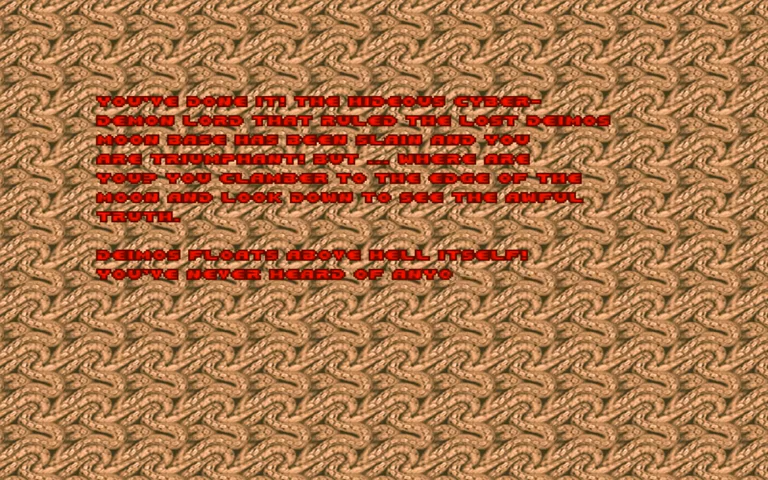 YOU'VE DONE IT! THE HIDEOUS CYBER-
DEMON LORD THAT RULED THE LOST DEIMOS
MOON BASE HAS BEEN SLAIN AND YOU
ARE TRIUMPHANT! BUT ... WHERE ARE
YOU? YOU CLAMBER TO THE EDGE OF THE
MOON AND LOOK DOWN TO SEE THE AWFUL
TRUTH.

DEIMOS FLOATS ABOVE HELL ITSELF!
YOU'VE NEVER HEARD OF ANYO